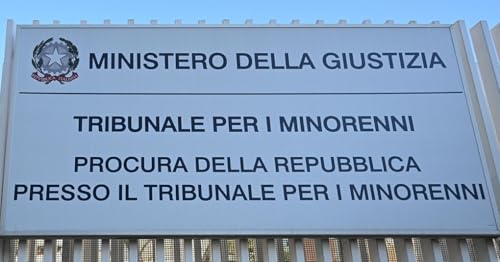 MINISTERO DELLA GIUSTIZIA
TRIBUNALE PER I MINORENNI
PROCURA DELLA REPUBBLICA
PRESSO IL TRIBUNALE PER I MINORENNI